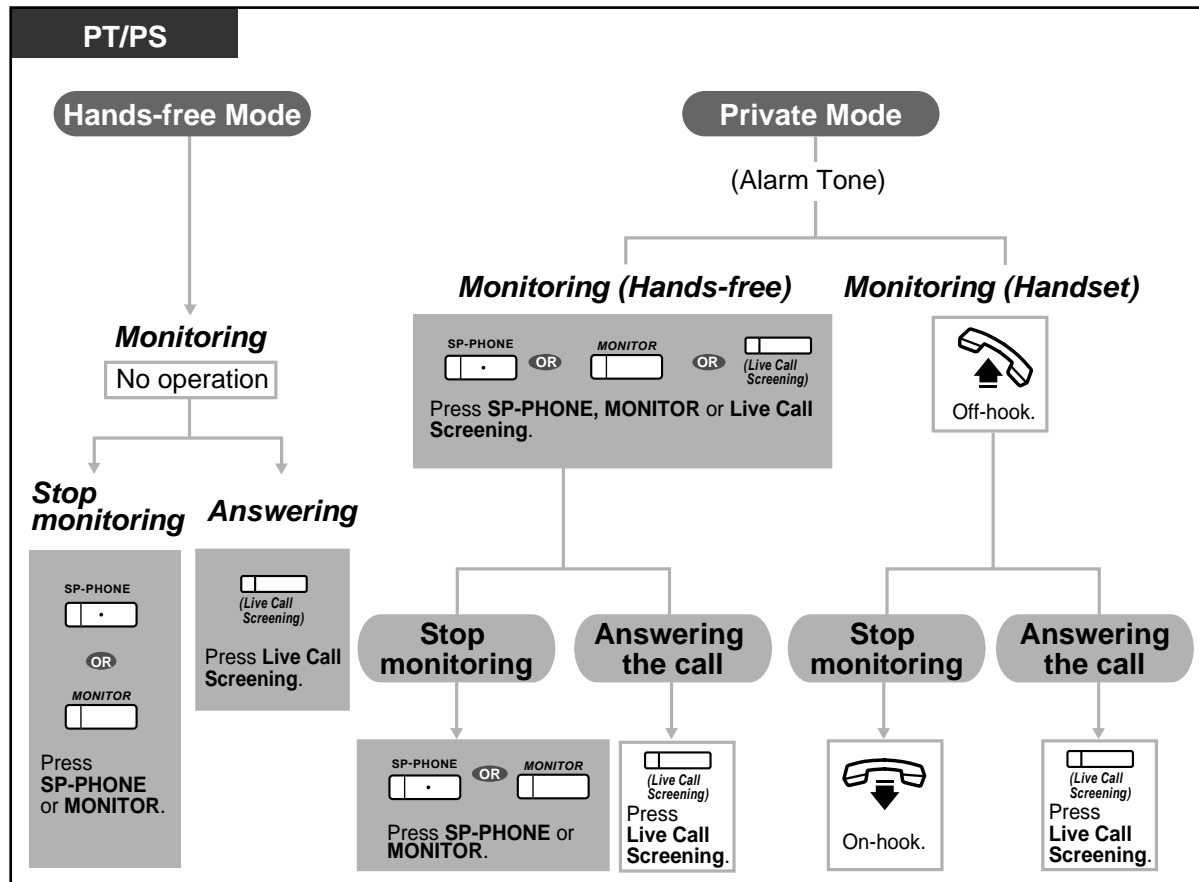 PT/PS
Hands-free Mode
Private Mode
(Alarm Tone)
Monitoring (Hands-free)
Monitoring (Handset)
Monitoring
No operation
SP-PHONE
OR
MONITOR
OR
(Live Call
Screening)
Press SP-PHONE, MONITOR or Live Call
Screening.
Off-hook.
Stop
monitoring
Answering
SP-PHONE
OR
MONITOR
Press
SP-PHONE
or MONITOR.
(Live Call
Screening)
Press Live Call
Screening.
Stop
monitoring
Answering
the call
Stop
monitoring
Answering
the call
SP-PHONE
OR
MONITOR
Press SP-PHONE or
MONITOR.
(Live Call
Screening)
Press
Live Call
Screening.
On-hook.
(Live Call
Screening)
Press
Live Call
Screening.